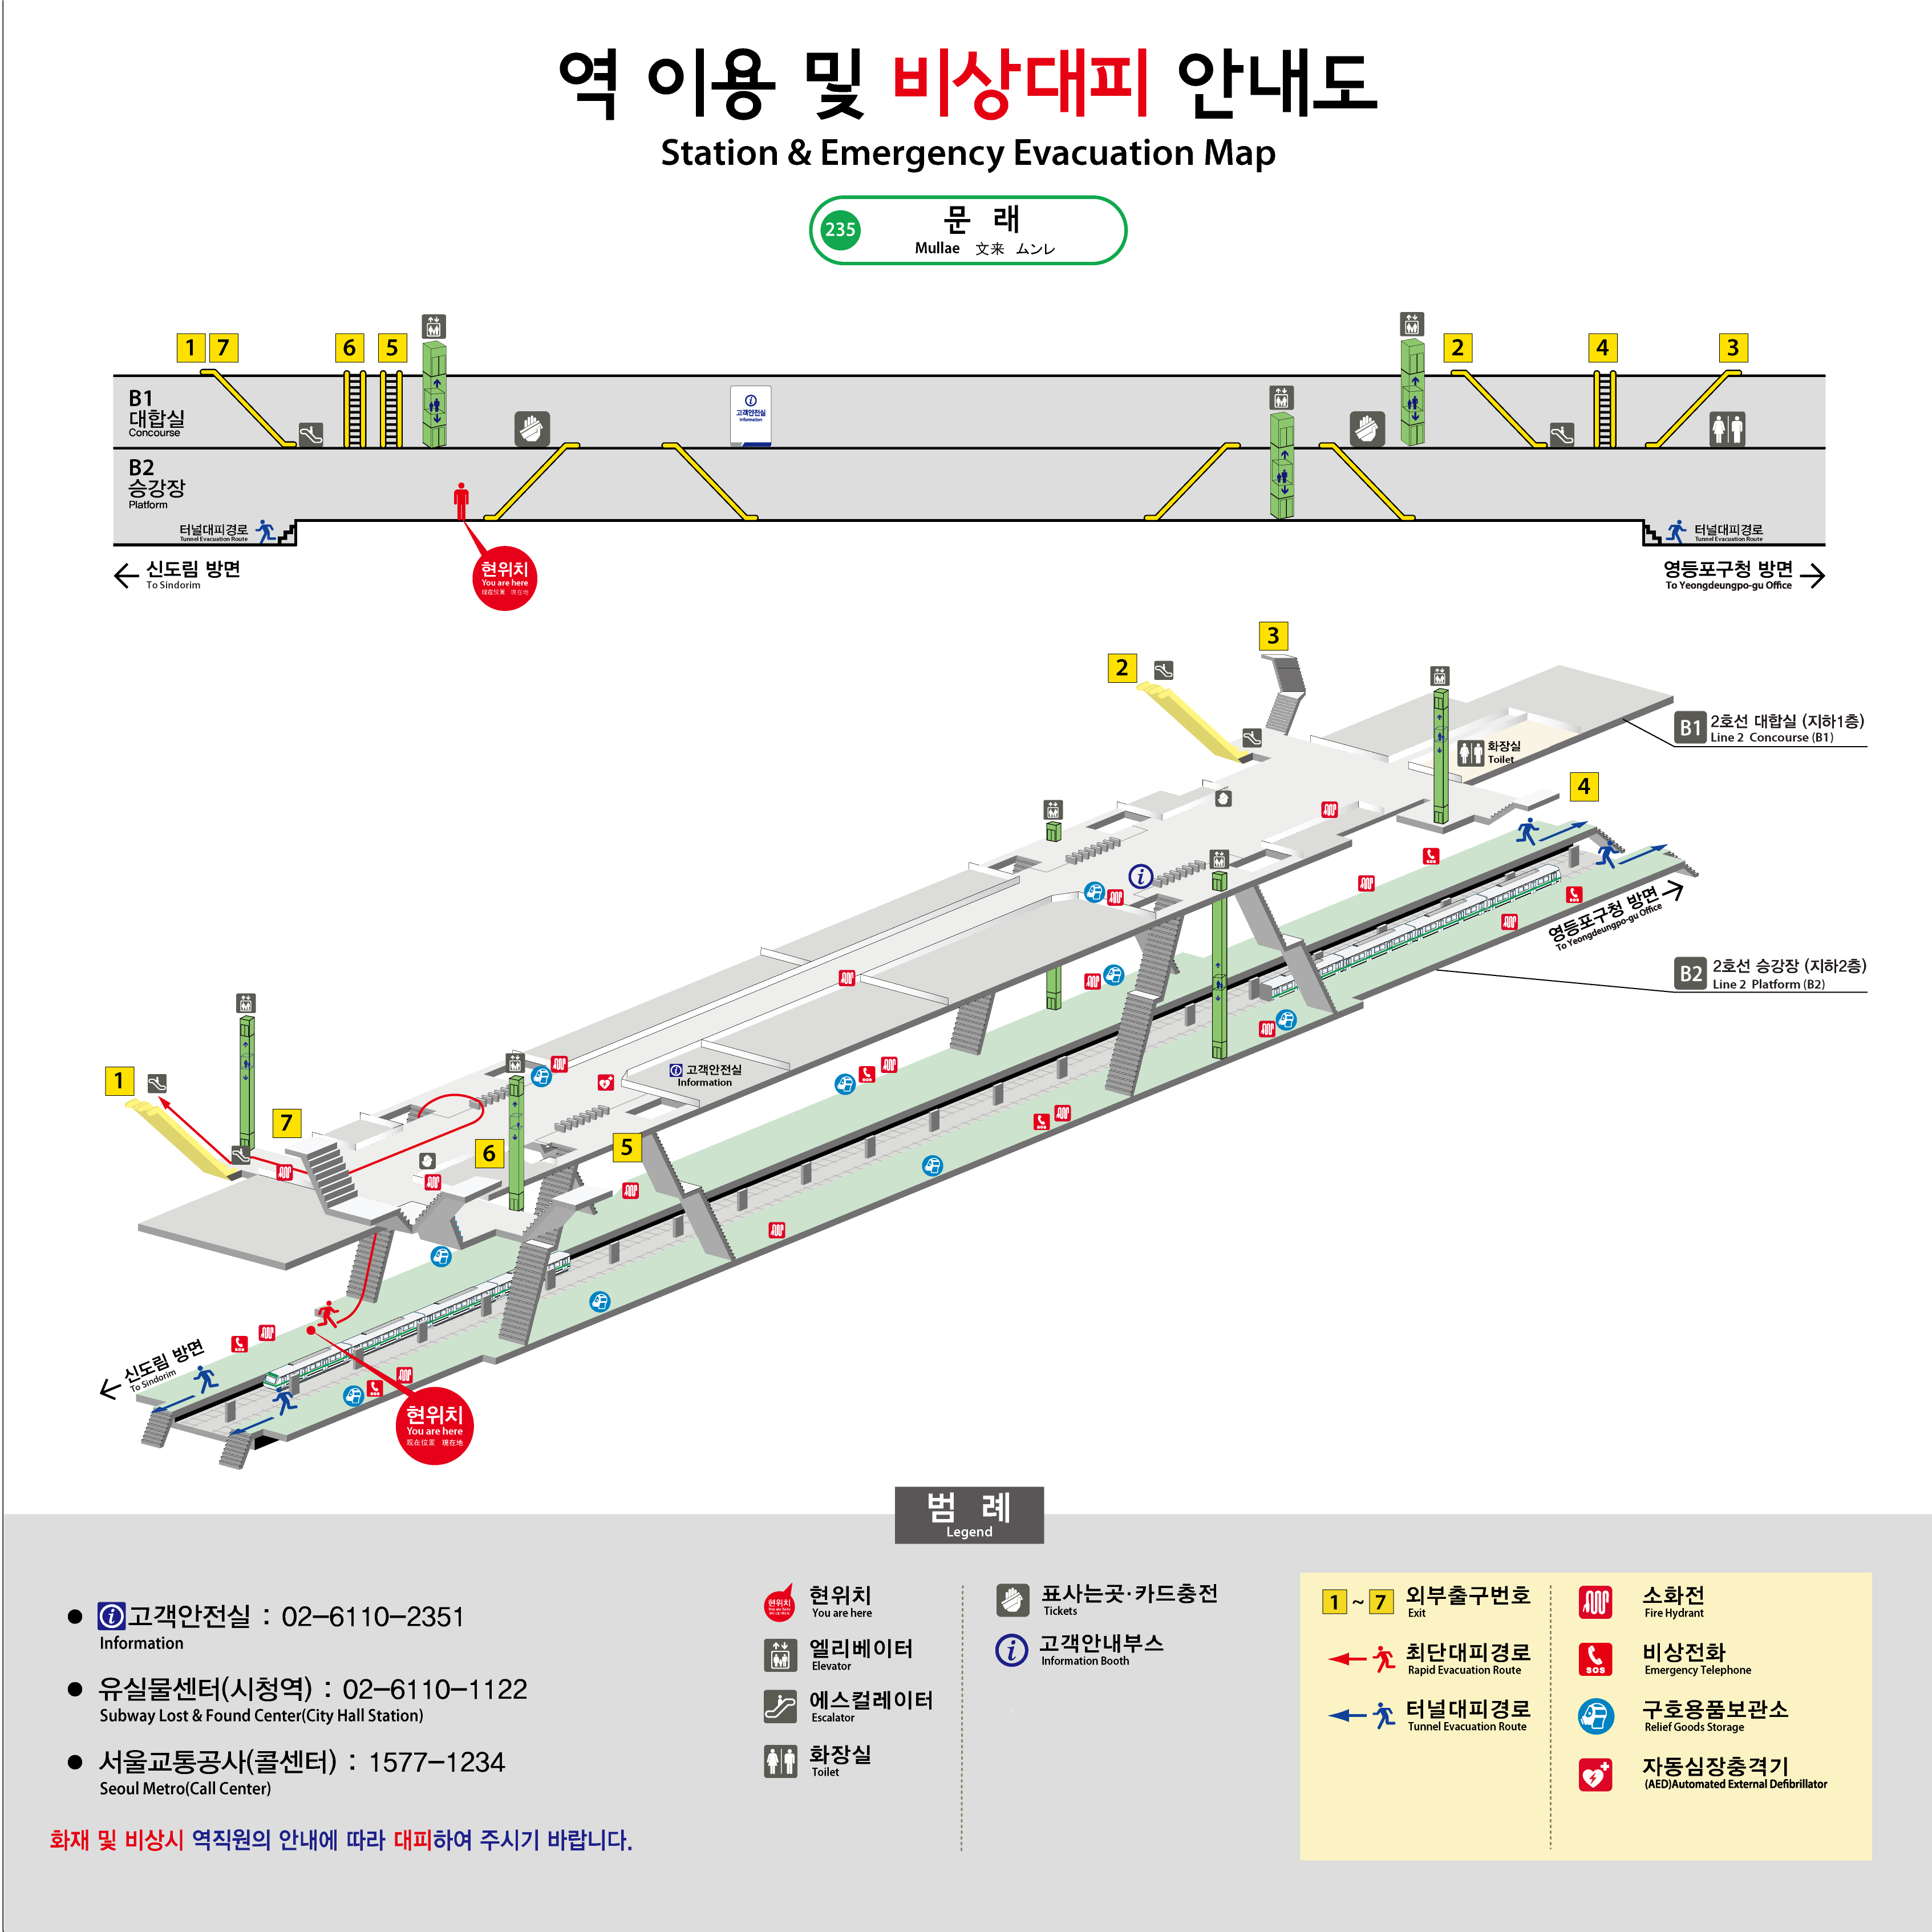 역 이용 및 비상대피 안내도
Station & Emergency Evacuation Map
235
문 래
Mullae 文来 ムンレ
1 7 6 5 2 4 3
B1
대합실
Concourse
고객안전실
Information
B2
승강장
Platform
터널대피경로
Tunnel Evacuation Route
터널대피경로
Tunnel Evacuation Route
신도림 방면
To Sindorim
현위치
You are here
现在位置 現在地
영등포구청 방면
To Yeongdeungpo-gu Office
3
2
B1 2호선 대합실 (지하1층)
Line 2 Concourse (B1)
화장실
Toilet
4
영등포구청 방면
To Yeongdeungpo-gu Office
B2 2호선 승강장 (지하2층)
Line 2 Platform (B2)
고객안전실
Information
1
7
6
5
신도림 방면
To Sindorim
현위치
You are here
现在位置 現在地
범 례
Legend
고객안전실 : 02-6110-2351
Information
유실물센터(시청역) : 02-6110-1122
Subway Lost & Found Center(City Hall Station)
서울교통공사(콜센터) : 1577-1234
Seoul Metro(Call Center)
화재 및 비상시 역직원의 안내에 따라 대피하여 주시기 바랍니다.
현위치
You are here
엘리베이터
Elevator
에스컬레이터
Escalator
화장실
Toilet
표사는곳·카드충전
Tickets
고객안내부스
Information Booth
1 ~ 7 외부출구번호
Exit
최단대피경로
Rapid Evacuation Route
터널대피경로
Tunnel Evacuation Route
소화전
Fire Hydrant
SOS
비상전화
Emergency Telephone
구호용품보관소
Relief Goods Storage
자동심장충격기
(AED)Automated External Defibrillator